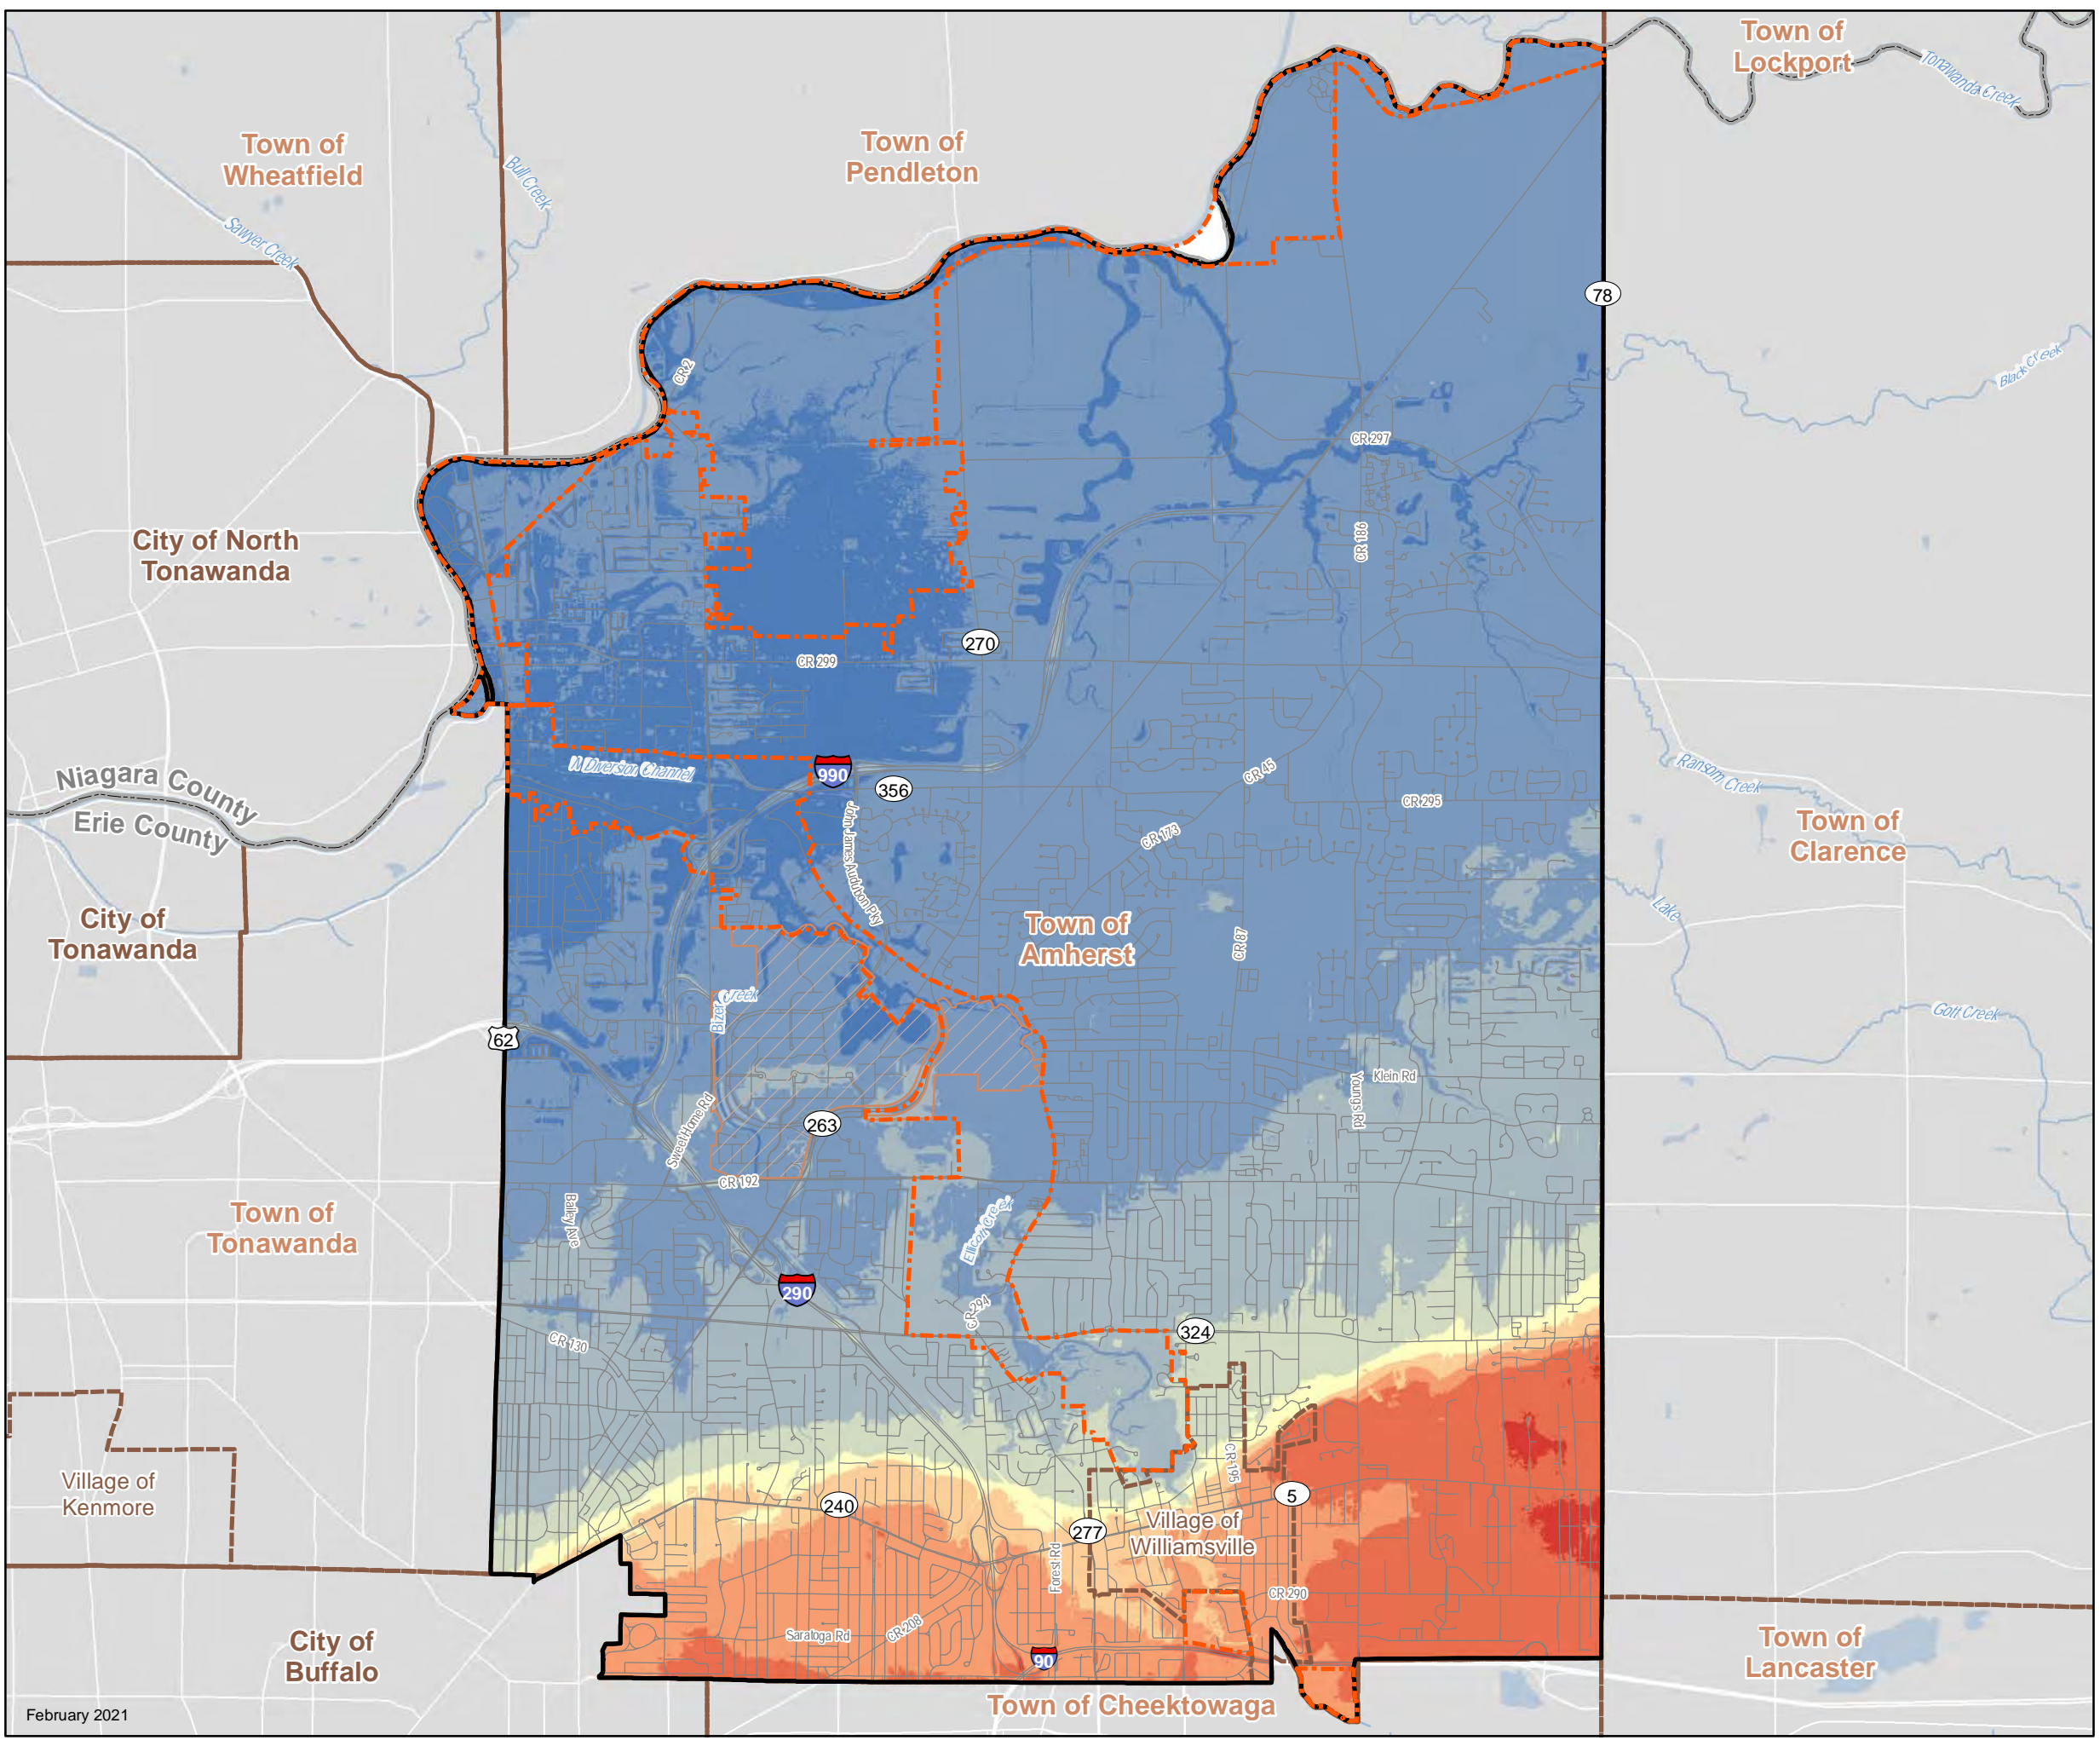 Town of
Lockport
Tonawanda Creek
Town of
Wheatfield
Bull Creek
Town of
Pendleton
Sawyer Creek
78
CR 2
Black Creek
CR 297
City of North
Tonawanda
CR 186
270
CR 299
Niagara County
Erie County
N Diversion Channel
990
356
John James Audubon Pky
CR 45
CR 173
CR 295
Ransom Creek
Town of
Clarence
City of
Tonawanda
Town of
Amherst
CR 87
Lake
Bizer Creek
Gott Creek
62
Klein Rd
Youngs Rd
Sweet Home Rd
263
CR 192
Bailey Ave
Town of
Tonawanda
Ellicott Creek
290
CR 294
324
CR 130
CR 195
Village of
Kenmore
240
5
277
Village of
Williamsville
Forest Rd
CR 290
Saratoga Rd
CR 208
City of
Buffalo
90
Town of
Lancaster
Town of Cheektowaga
February 2021